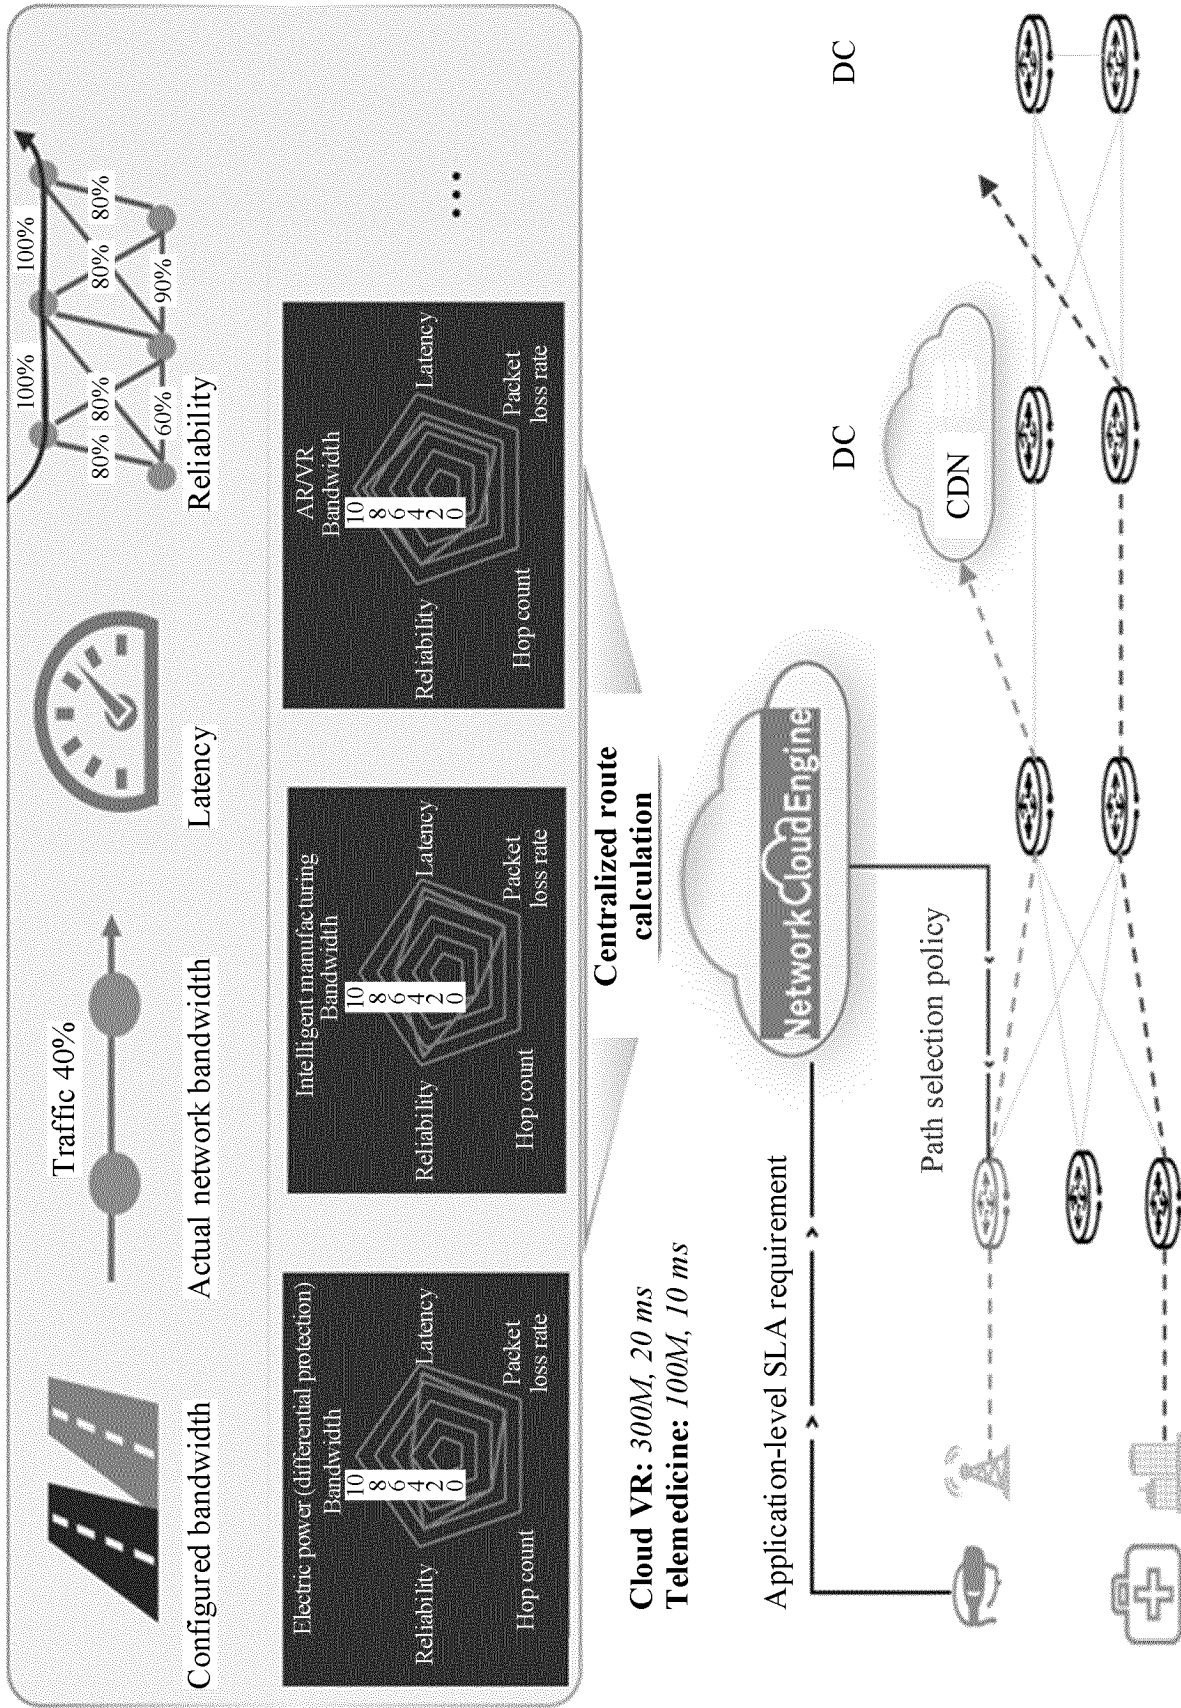 Traffic 40%
100%
100%
80%
80%
80%
80%
60%
90%
Configured bandwidth
Actual network bandwidth
Latency
Reliability
Electric power (differential protection)
Bandwidth
10
8
6
4
2
0
Latency
Packet
loss rate
Hop count
Reliability
Intelligent manufacturing
Bandwidth
10
8
6
4
2
0
Latency
Packet
loss rate
Hop count
Reliability
AR/VR
Bandwidth
10
8
6
4
2
0
Latency
Packet
loss rate
Hop count
Reliability
...
Centralized route
calculation
Cloud VR: 300M, 20 ms
Telemedicine: 100M, 10 ms
Application-level SLA requirement
NetworkCloudEngine
Path selection policy
CDN
DC
DC